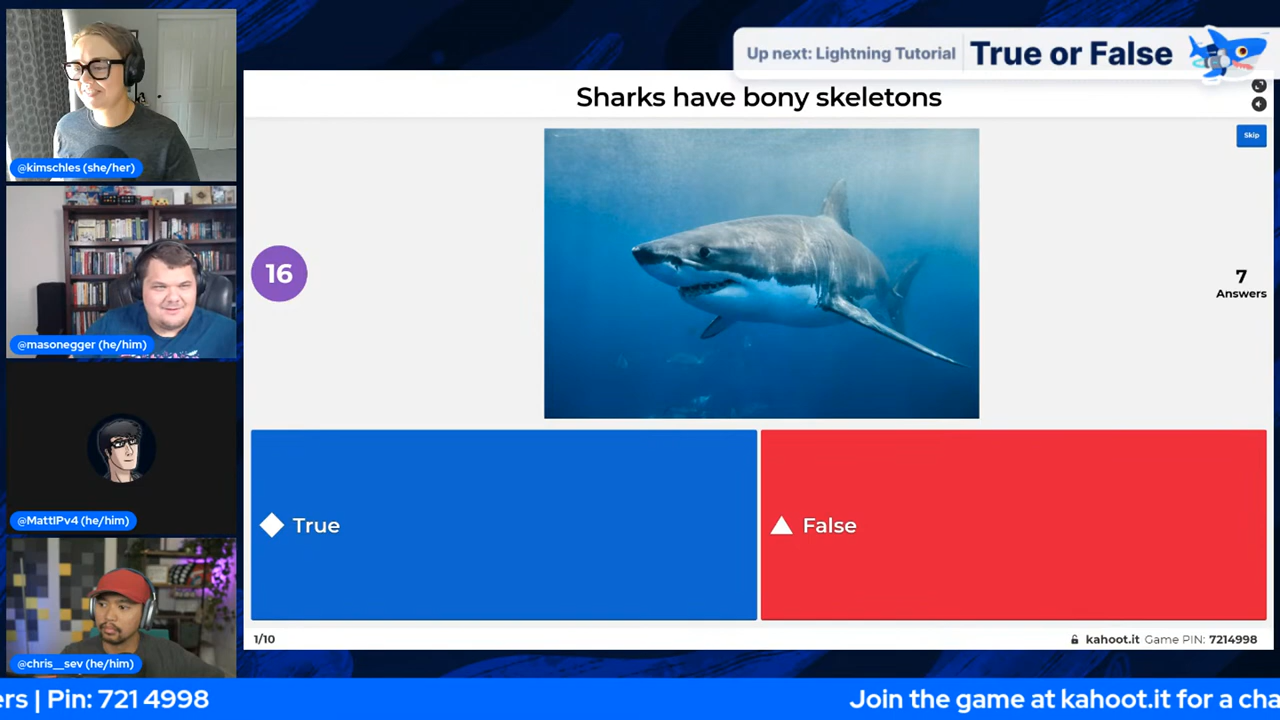 Up next: Lightning Tutorial
True or False
Sharks have bony skeletons
Skip
16
7
Answers
True
False
1/10
kahoot.it Game PIN: 7214998
@kimschles (she/her)
@masonegger (he/him)
@MattIPv4 (he/him)
@chris__sev (he/him)
ers | Pin: 721 4998
Join the game at kahoot.it for a cha